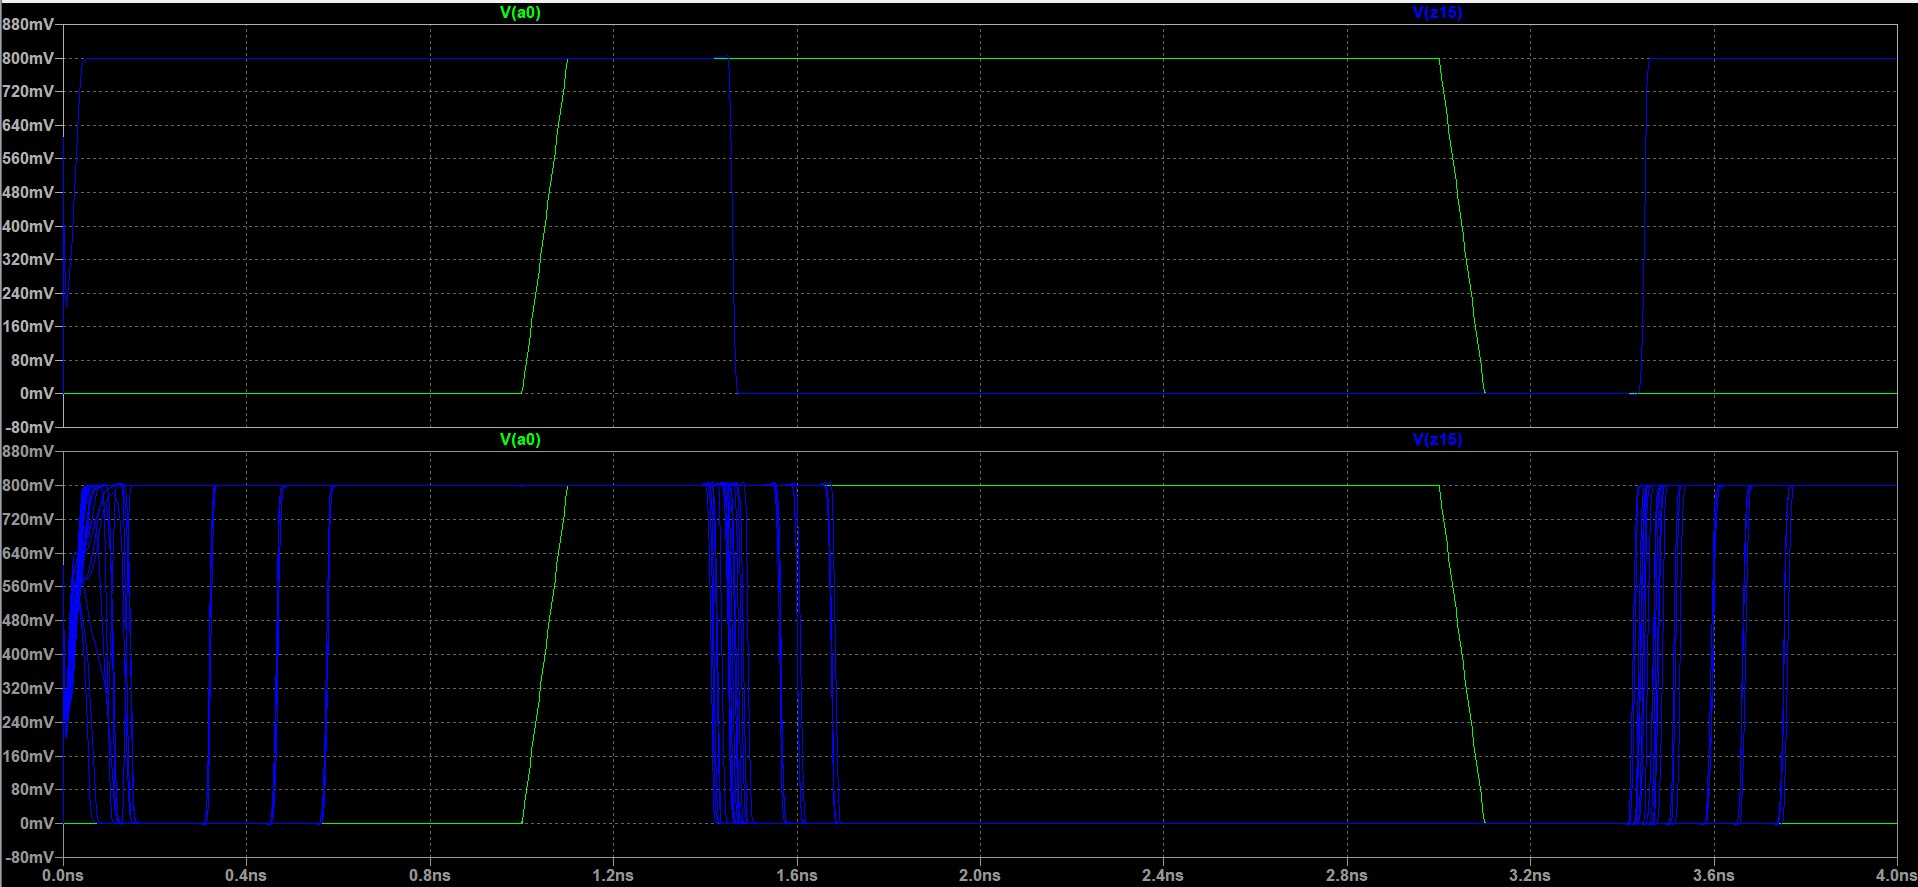 V(a0) V(z15)
880mV
800mV
720mV
640mV
560mV
480mV
400mV
320mV
240mV
160mV
80mV
0mV
-80mV
V(a0) V(z15)
880mV
800mV
720mV
640mV
560mV
480mV
400mV
320mV
240mV
160mV
80mV
0mV
-80mV
0.0ns 0.4ns 0.8ns 1.2ns 1.6ns 2.0ns 2.4ns 2.8ns 3.2ns 3.6ns 4.0ns